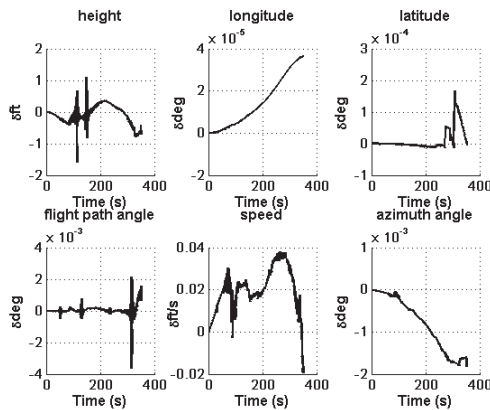 height longitude latitude
× 10⁻⁵ × 10⁻⁴
2 4 3
1 2
2
0 1
0
-1 0
-2 -2 -1
δft δdeg δdeg
0 200 400 0 200 400 0 200 400
Time (s) Time (s) Time (s)
flight path angle speed azimuth angle
× 10⁻³ × 10⁻³
4 0.04 1
2 0.02 0
0
-2 0 -1
-4 -0.02 -2
δdeg δft/s δdeg
0 200 400 0 200 400 0 200 400
Time (s) Time (s) Time (s)